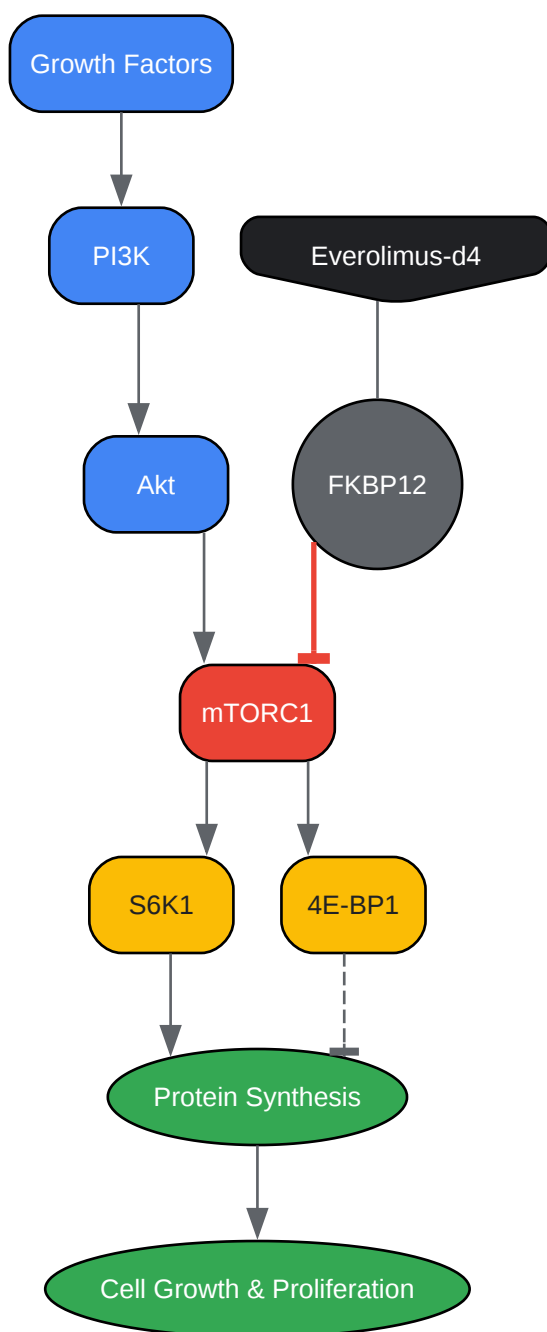 Growth Factors
PI3K
Everolimus-d4
Akt
FKBP12
mTORC1
S6K1
4E-BP1
Protein Synthesis
Cell Growth & Proliferation